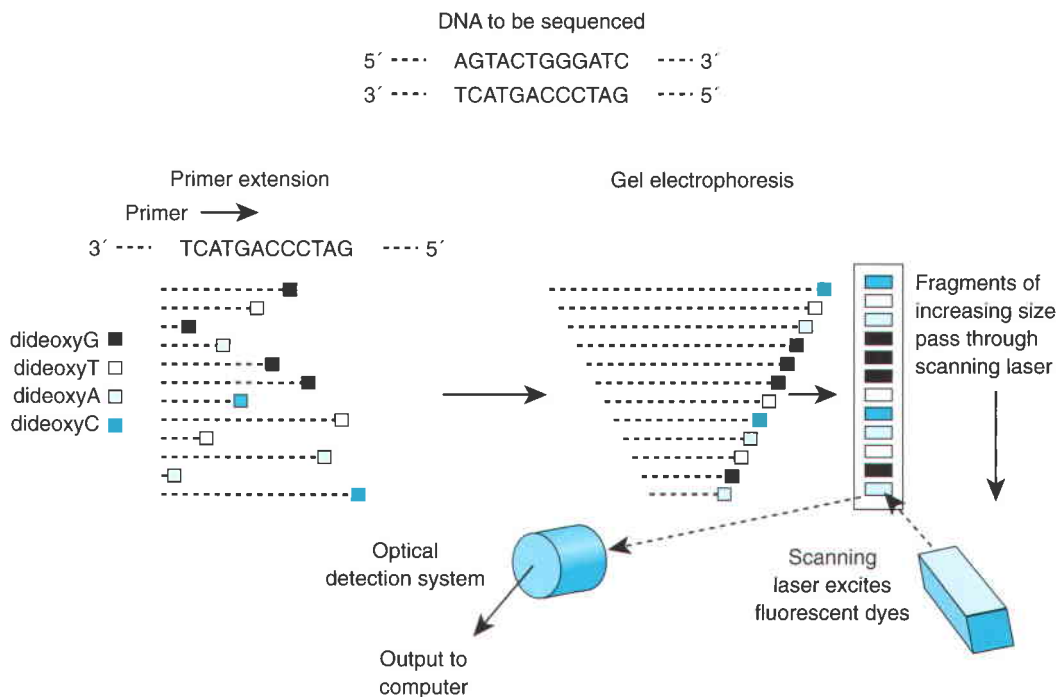 DNA to be sequenced
5´ ---- AGTACTGGGATC ---- 3´
3´ ---- TCATGACCCTAG ---- 5´
Primer extension
Primer
3´ ---- TCATGACCCTAG ---- 5´
dideoxyG
dideoxyT
dideoxyA
dideoxyC
Gel electrophoresis
Fragments of
increasing size
pass through
scanning laser
Optical
detection system
Output to
computer
Scanning
laser excites
fluorescent dyes